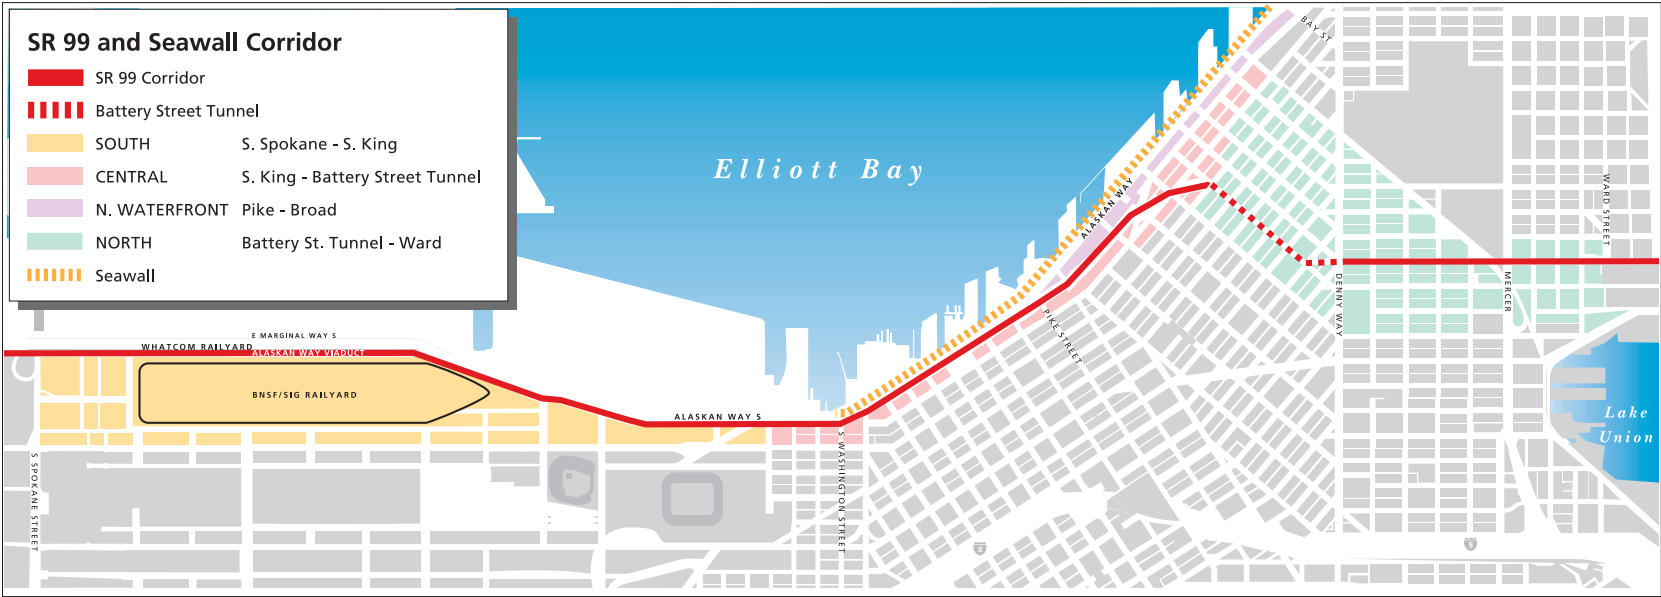 SR 99 and Seawall Corridor
SR 99 Corridor
Battery Street Tunnel
SOUTH S. Spokane - S. King
CENTRAL S. King - Battery Street Tunnel
N. WATERFRONT Pike - Broad
NORTH Battery St. Tunnel - Ward
Seawall
Elliott Bay
BAY ST
ALASKAN WAY
WARD STREET
MERCER
DENNY WAY
PIKE STREET
E MARGINAL WAY S
WHATCOM RAILYARD
ALASKAN WAY VIADUCT
BNSF/SIG RAILYARD
ALASKAN WAY S
S WASHINGTON STREET
S SPOKANE STREET
Lake
Union
5
5